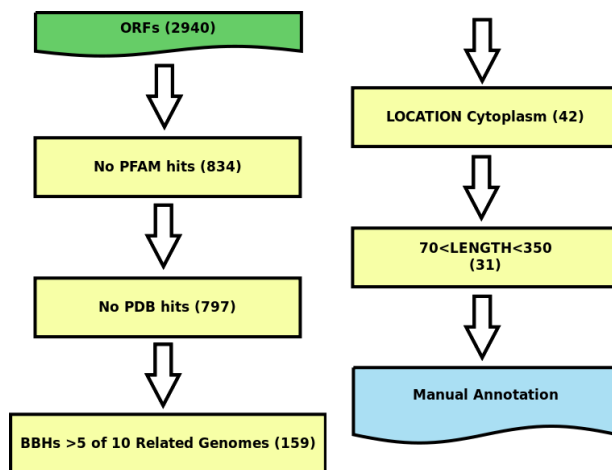 ORFs (2940)
No PFAM hits (834)
No PDB hits (797)
BBHs >5 of 10 Related Genomes (159)
LOCATION Cytoplasm (42)
70<LENGTH<350
(31)
Manual Annotation